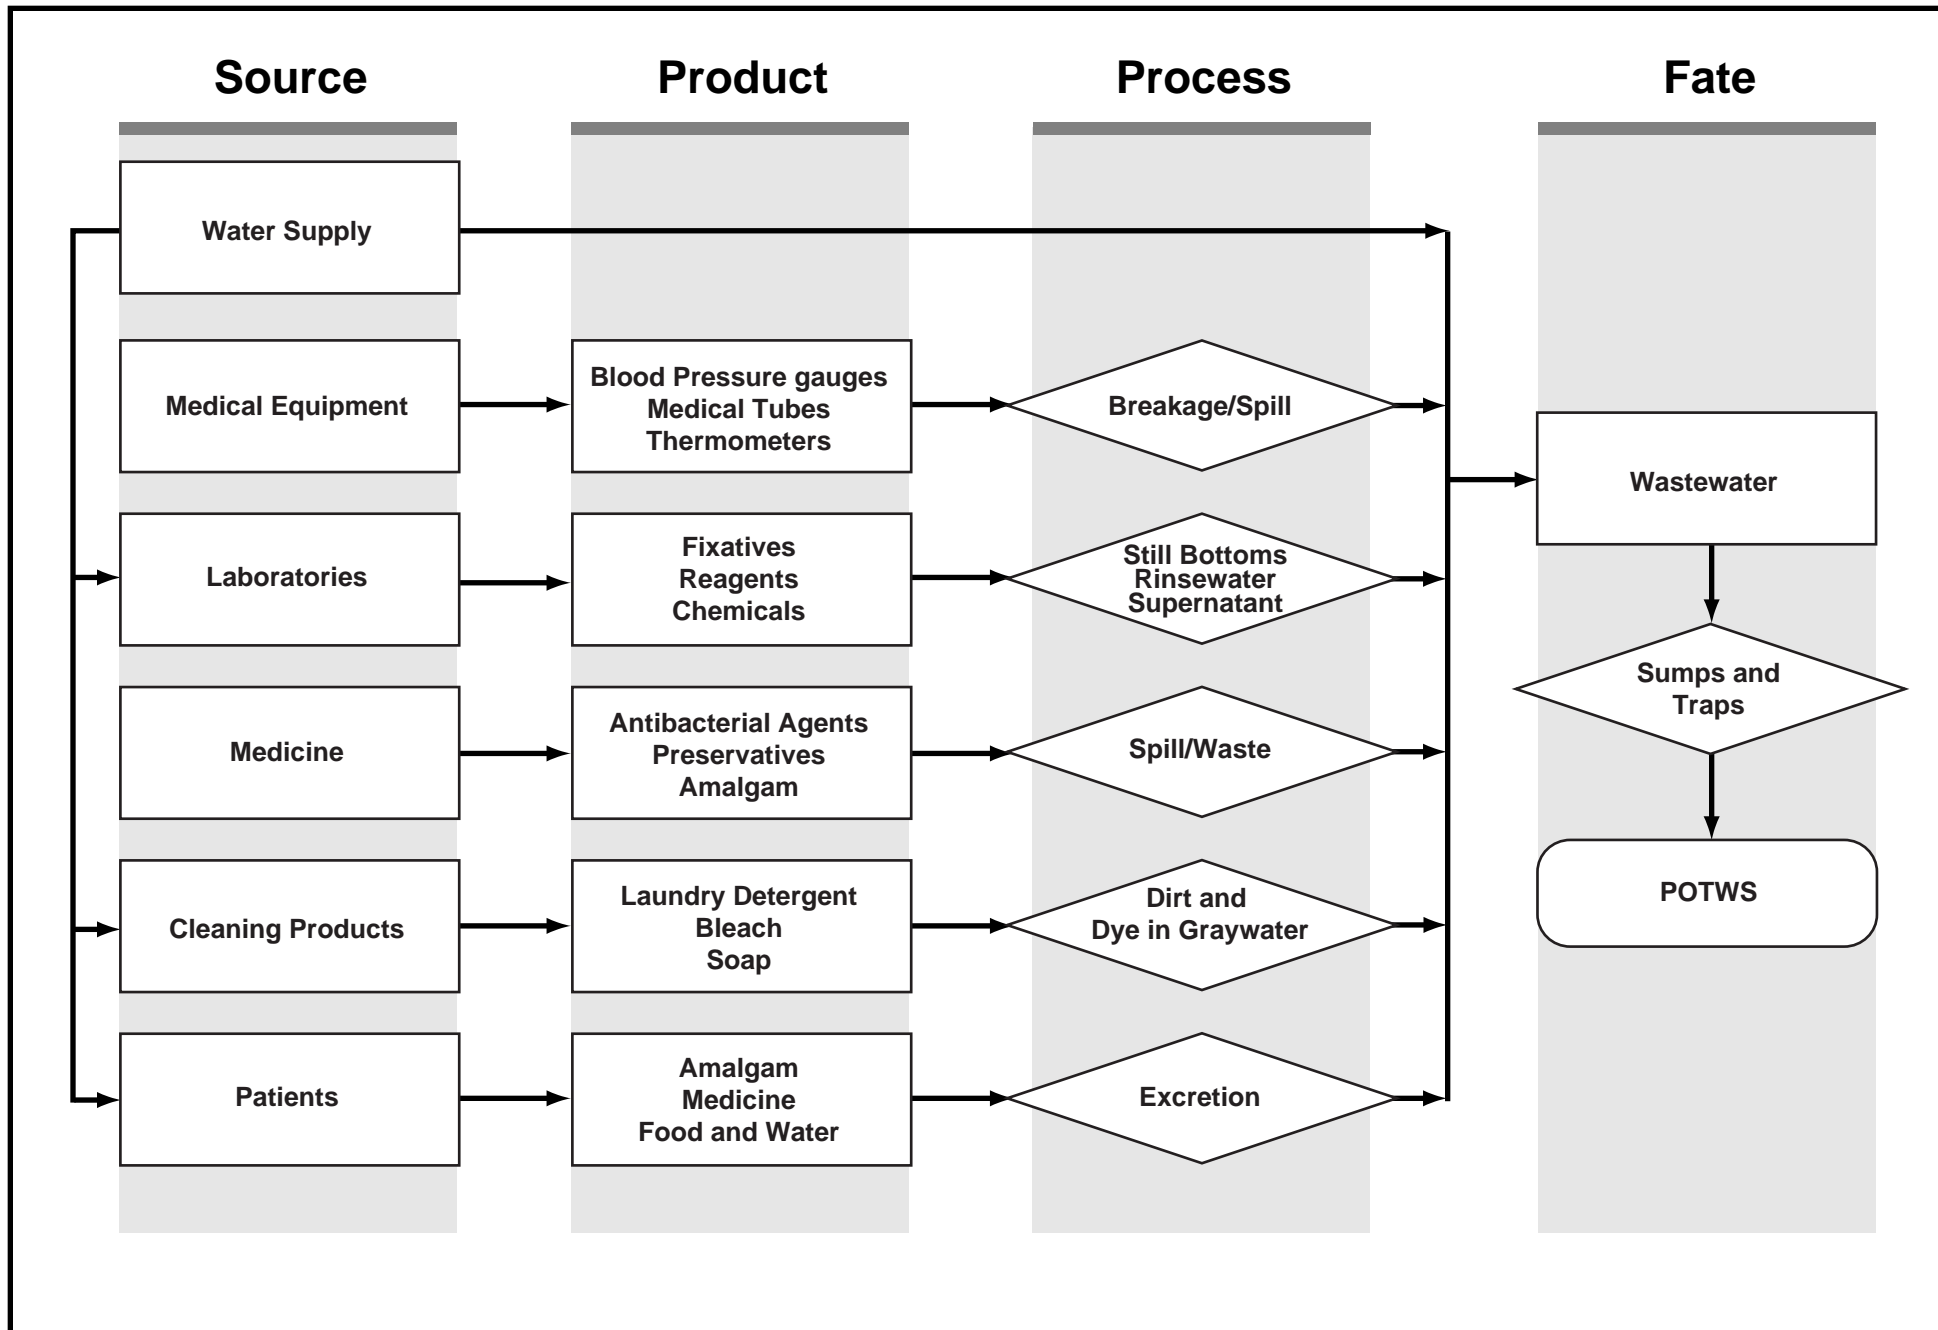 Source
Product
Process
Fate
Water Supply
Medical Equipment
Blood Pressure gauges
Medical Tubes
Thermometers
Breakage/Spill
Wastewater
Laboratories
Fixatives
Reagents
Chemicals
Still Bottoms
Rinsewater
Supernatant
Sumps and
Traps
Medicine
Antibacterial Agents
Preservatives
Amalgam
Spill/Waste
POTWS
Cleaning Products
Laundry Detergent
Bleach
Soap
Dirt and
Dye in Graywater
Patients
Amalgam
Medicine
Food and Water
Excretion